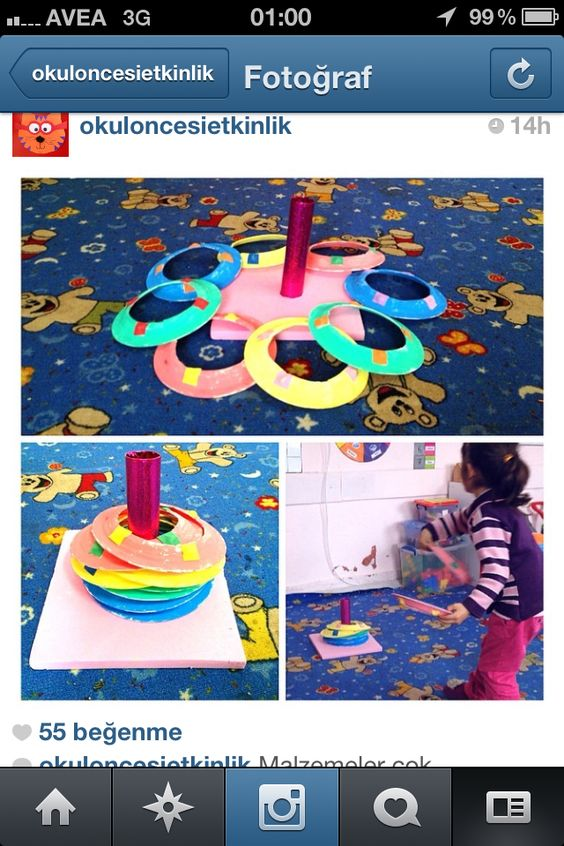 AVEA 3G 01:00 99%
okuloncesietkinlik Fotoğraf
okuloncesietkinlik 14h
55 beğenme
okuloncesietkinlik Malzemeler çok